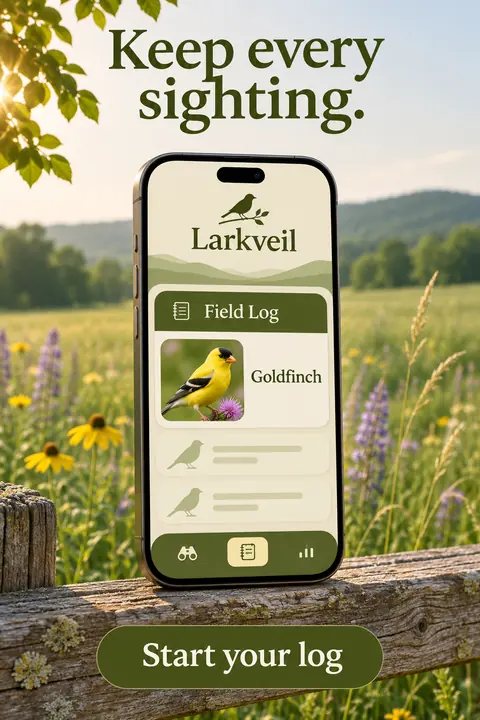 Keep every
sighting.
Larkveil
Field Log
Goldfinch
Start your log